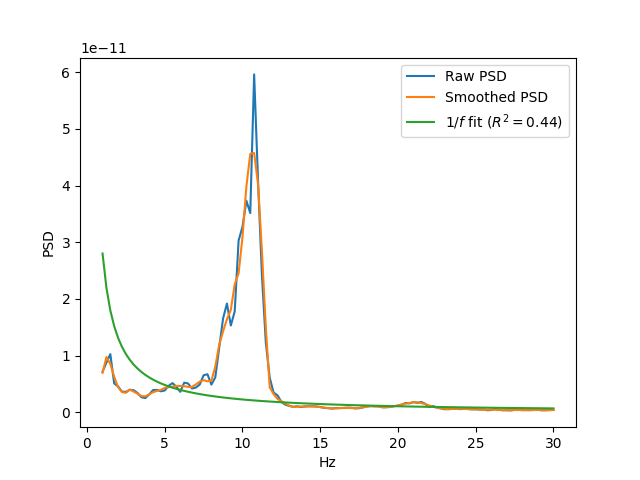 1e−11
Raw PSD
Smoothed PSD
1/f fit (R² = 0.44)
PSD
6
5
4
3
2
1
0
0 5 10 15 20 25 30
Hz